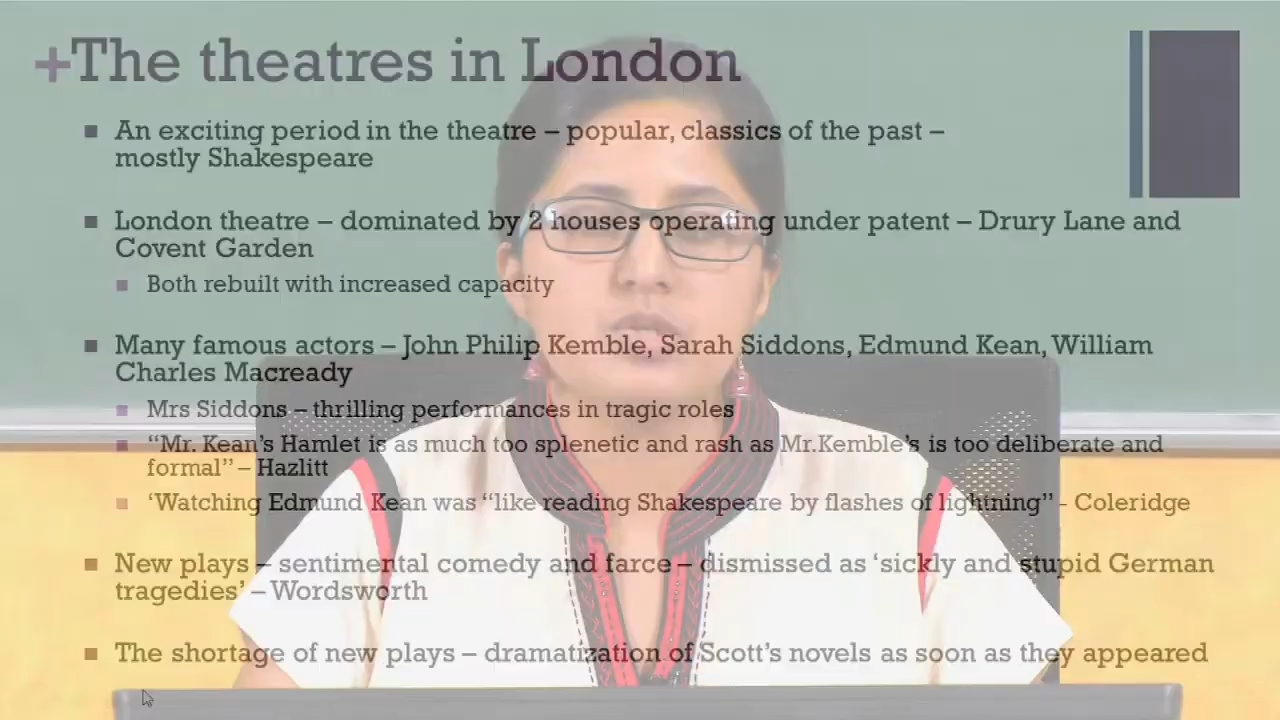 +The theatres in London
■ An exciting period in the theatre – popular, classics of the past –
mostly Shakespeare
■ London theatre – dominated by 2 houses operating under patent – Drury Lane and
Covent Garden
■ Both rebuilt with increased capacity
■ Many famous actors – John Philip Kemble, Sarah Siddons, Edmund Kean, William
Charles Macready
■ Mrs Siddons – thrilling performances in tragic roles
■ “Mr. Kean’s Hamlet is as much too splenetic and rash as Mr.Kemble’s is too deliberate and
formal” – Hazlitt
■ ‘Watching Edmund Kean was “like reading Shakespeare by flashes of lightning” - Coleridge
■ New plays – sentimental comedy and farce – dismissed as ‘sickly and stupid German
tragedies’ – Wordsworth
■ The shortage of new plays – dramatization of Scott’s novels as soon as they appeared